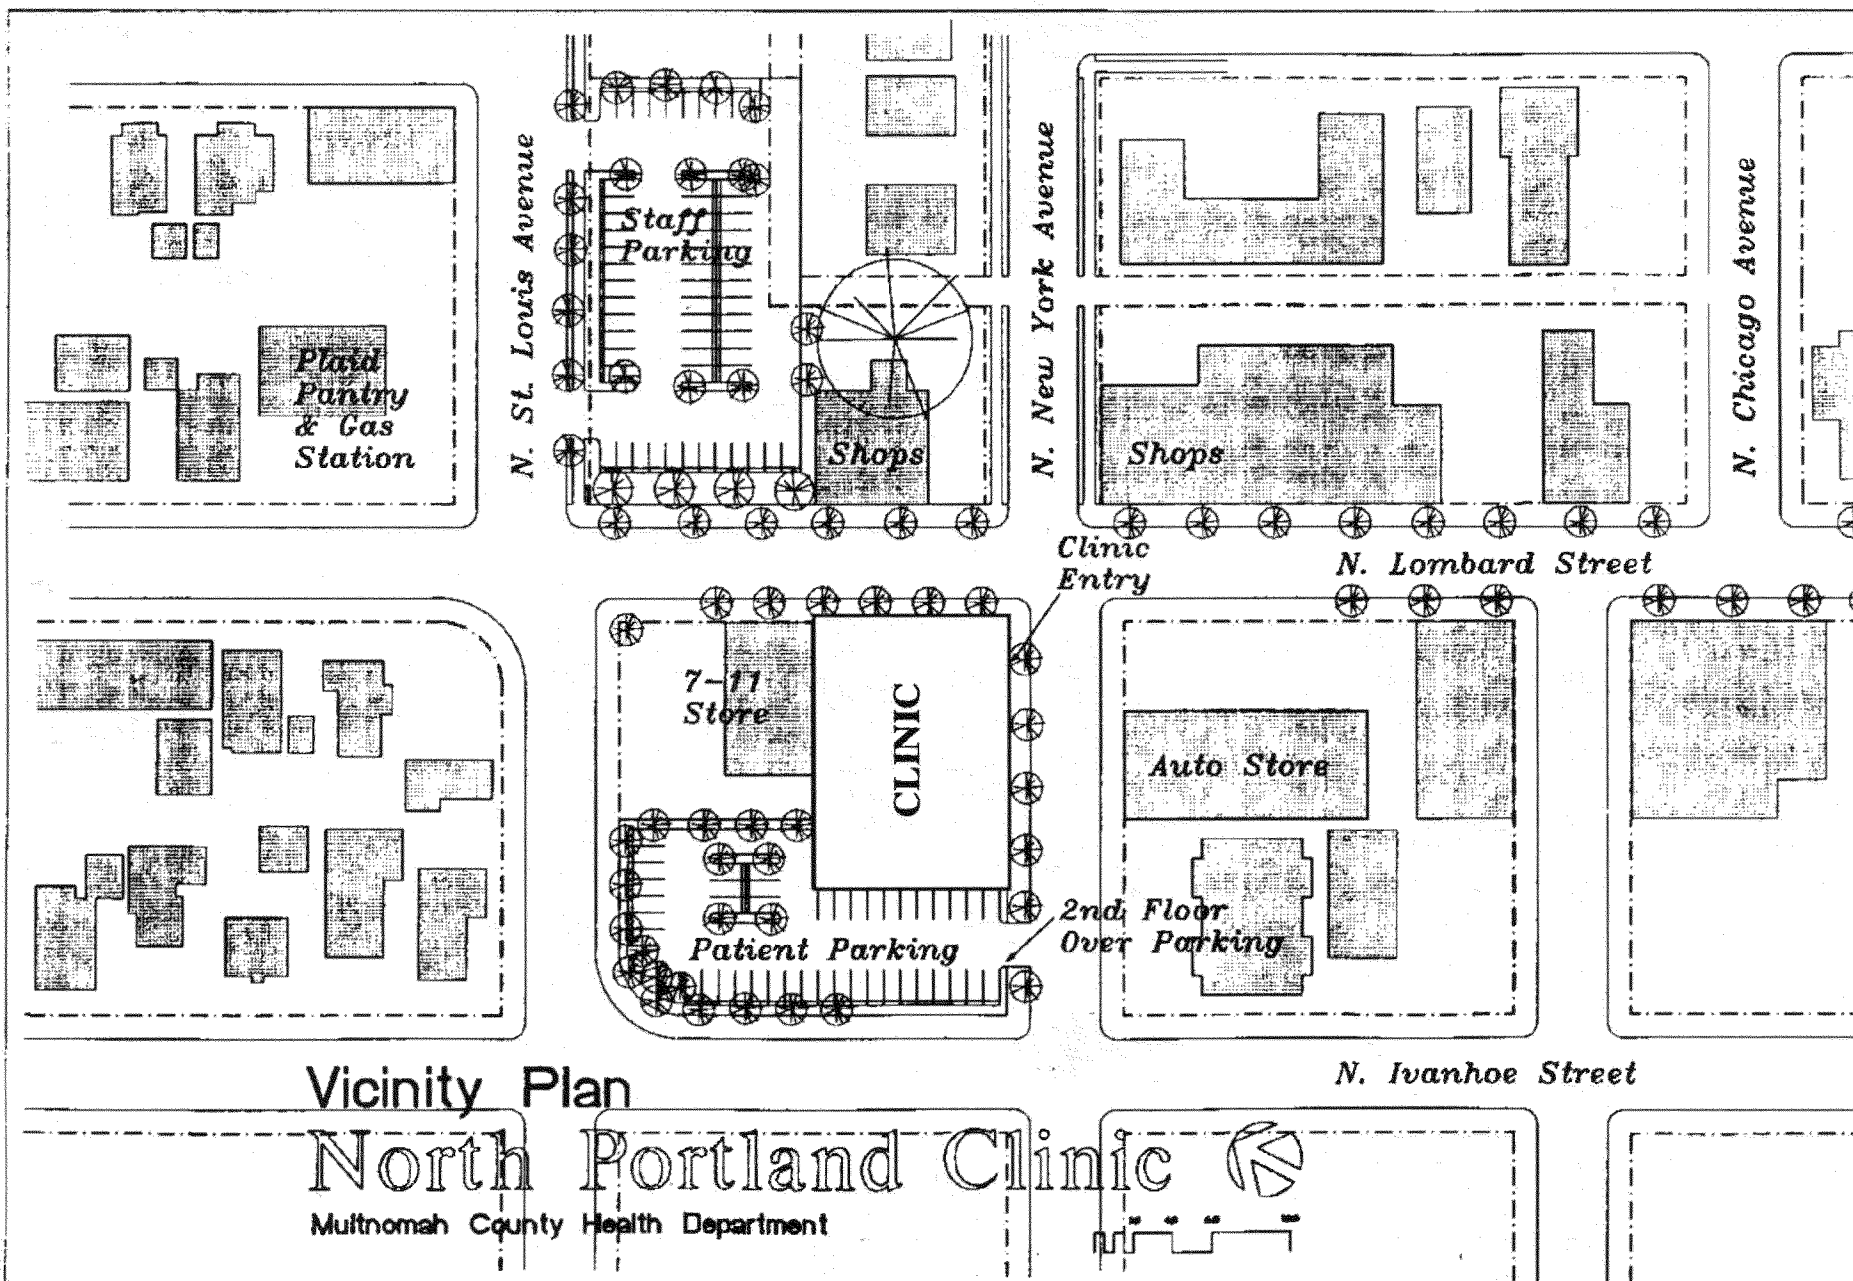 N. St. Louis Avenue
Staff
Parking
N. New York Avenue
N. Chicago Avenue
Plaid
Pantry
& Gas
Station
Shops
Shops
Clinic
Entry
N. Lombard Street
7-11
Store
CLINIC
Auto Store
2nd Floor
Over Parking
Patient Parking
N. Ivanhoe Street
Vicinity Plan
North Portland Clinic
Multnomah County Health Department